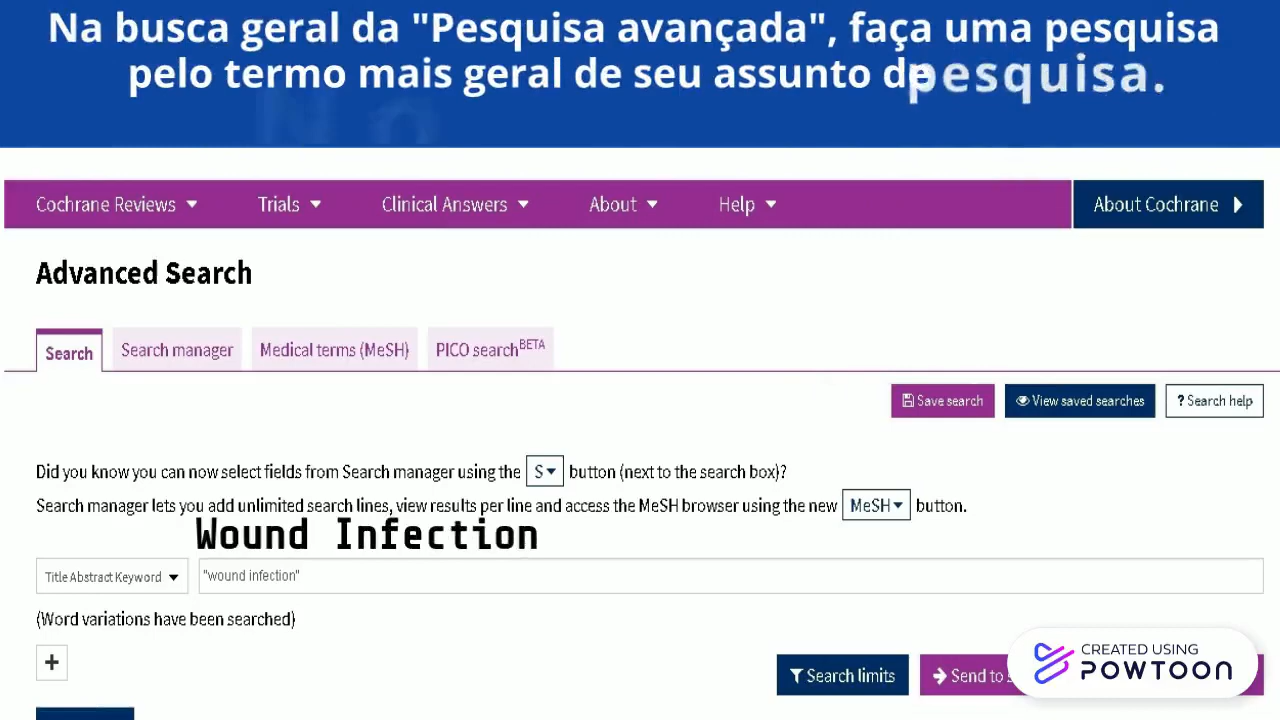 Na busca geral da "Pesquisa avançada", faça uma pesquisa
pelo termo mais geral de seu assunto de pesquisa.
Cochrane Reviews
Trials
Clinical Answers
About
Help
About Cochrane
Advanced Search
Search
Search manager
Medical terms (MeSH)
PICO search BETA
Save search
View saved searches
? Search help
Did you know you can now select fields from Search manager using the S button (next to the search box)?
Search manager lets you add unlimited search lines, view results per line and access the MeSH browser using the new MeSH button.
Wound Infection
Title Abstract Keyword
"wound infection"
(Word variations have been searched)
+
Search limits
Send to
CREATED USING
POWTOON